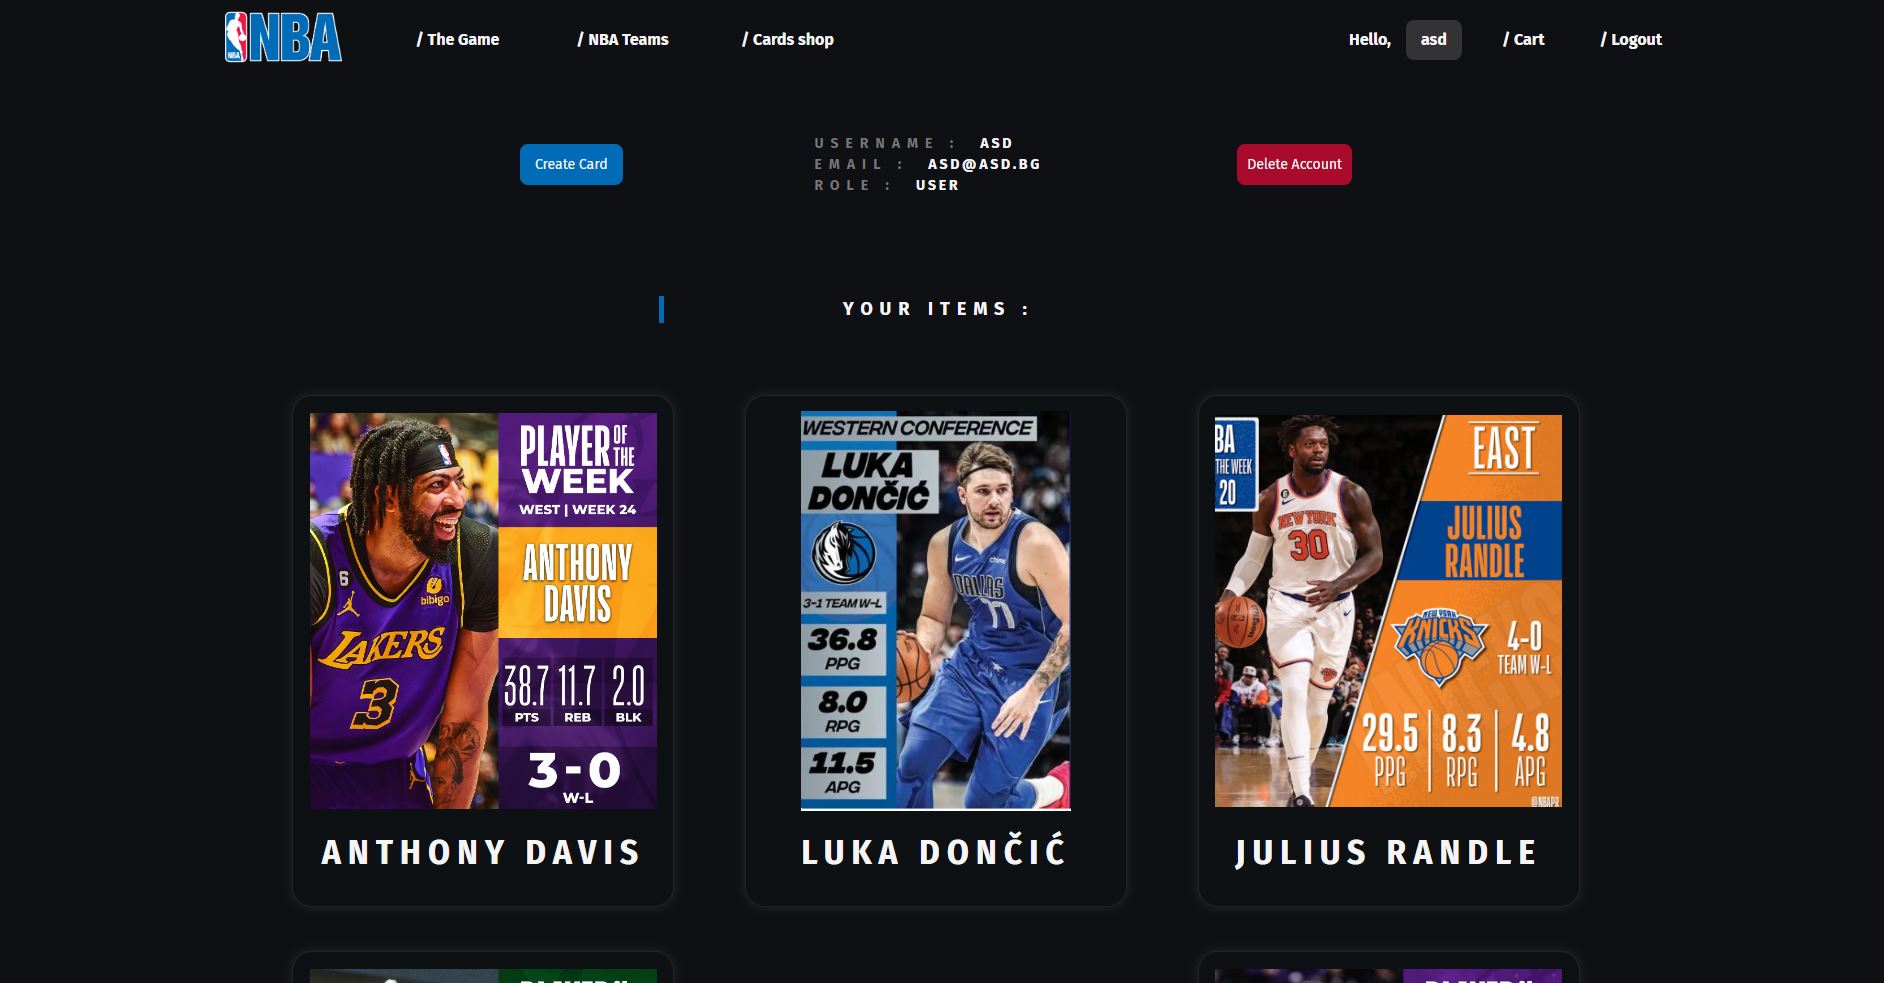 NBA NBA
/ The Game
/ NBA Teams
/ Cards shop
Hello,
asd
/ Cart
/ Logout
Create Card
USERNAME : ASD
EMAIL : ASD@ASD.BG
ROLE : USER
Delete Account
YOUR ITEMS :
PLAYER OF THE
WEEK
WEST | WEEK 24
ANTHONY
DAVIS
6
bibigo
LAKERS
3
38.7 11.7 2.0
PTS REB BLK
3-0
W-L
ANTHONY DAVIS
WESTERN CONFERENCE
LUKA
DONČIĆ
chime
DALLAS
77
3-1 TEAM W-L
36.8
PPG
8.0
RPG
11.5
APG
LUKA DONČIĆ
BA
THE WEEK
20
EAST
JULIUS
RANDLE
6
NEW YORK
30
NEW YORK
KNICKS
4-0
TEAM W-L
29.5 8.3 4.8
PPG RPG APG
@NBAPR
JULIUS RANDLE